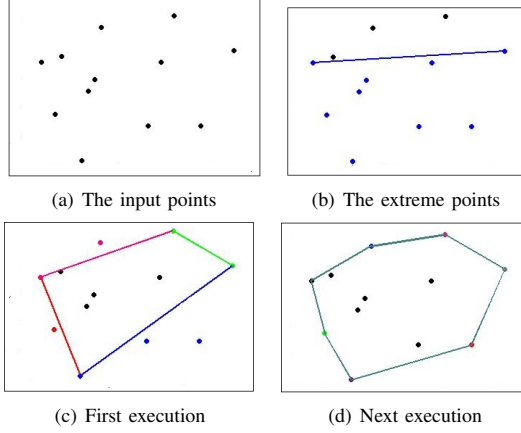 (a) The input points
(b) The extreme points
(c) First execution
(d) Next execution